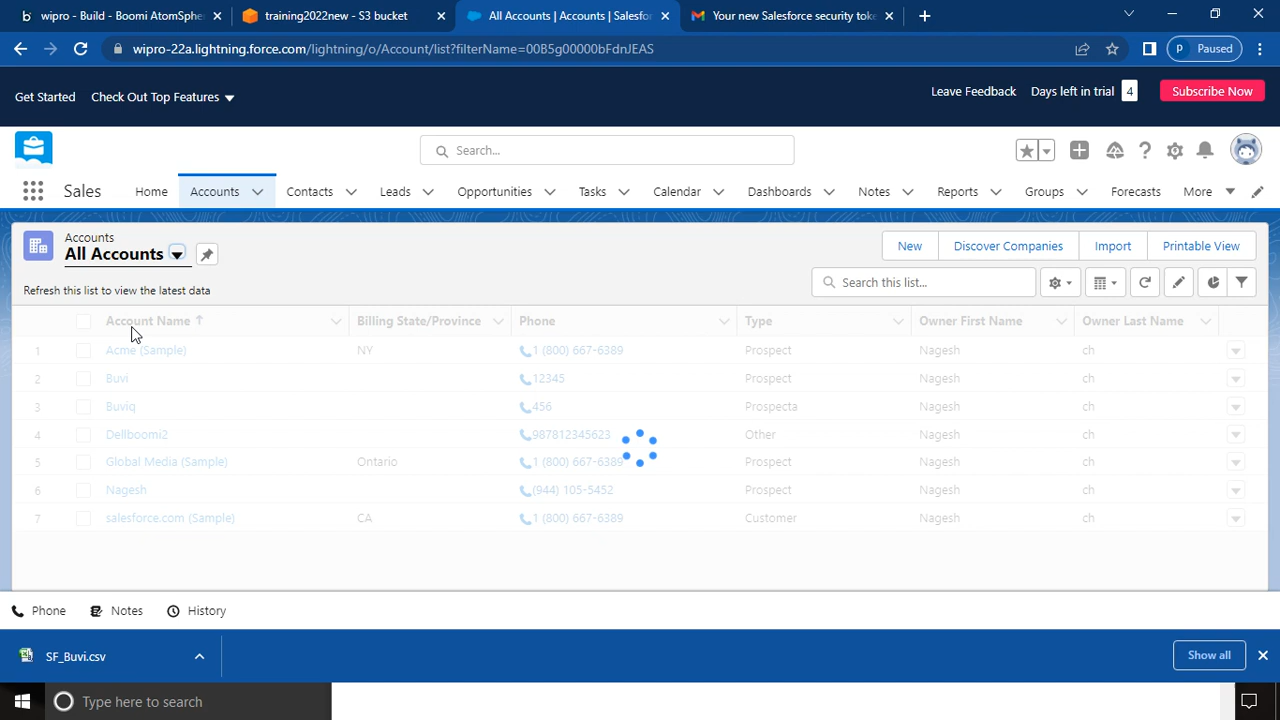 wipro - Build - Boomi AtomSphe
training2022new - S3 bucket
All Accounts | Accounts | Salesfo
Your new Salesforce security toke
wipro-22a.lightning.force.com/lightning/o/Account/list?filterName=00B5g00000bFdnJEAS
P Paused
Get Started
Check Out Top Features
Leave Feedback
Days left in trial 4
Subscribe Now
Search...
Sales
Home
Accounts
Contacts
Leads
Opportunities
Tasks
Calendar
Dashboards
Notes
Reports
Groups
Forecasts
More
Accounts
All Accounts
New
Discover Companies
Import
Printable View
Refresh this list to view the latest data
Search this list...
Account Name Billing State/Province Phone Type Owner First Name Owner Last Name
1 Acme (Sample) NY 1 (800) 667-6389 Prospect Nagesh ch
2 Buvi 12345 Prospect Nagesh ch
3 Buviq 456 Prospecta Nagesh ch
4 Dellboomi2 987812345623 Other Nagesh ch
5 Global Media (Sample) Ontario 1 (800) 667-6389 Prospect Nagesh ch
6 Nagesh (944) 105-5452 Prospect Nagesh ch
7 salesforce.com (Sample) CA 1 (800) 667-6389 Customer Nagesh ch
Phone
Notes
History
SF_Buvi.csv
Show all
Type here to search